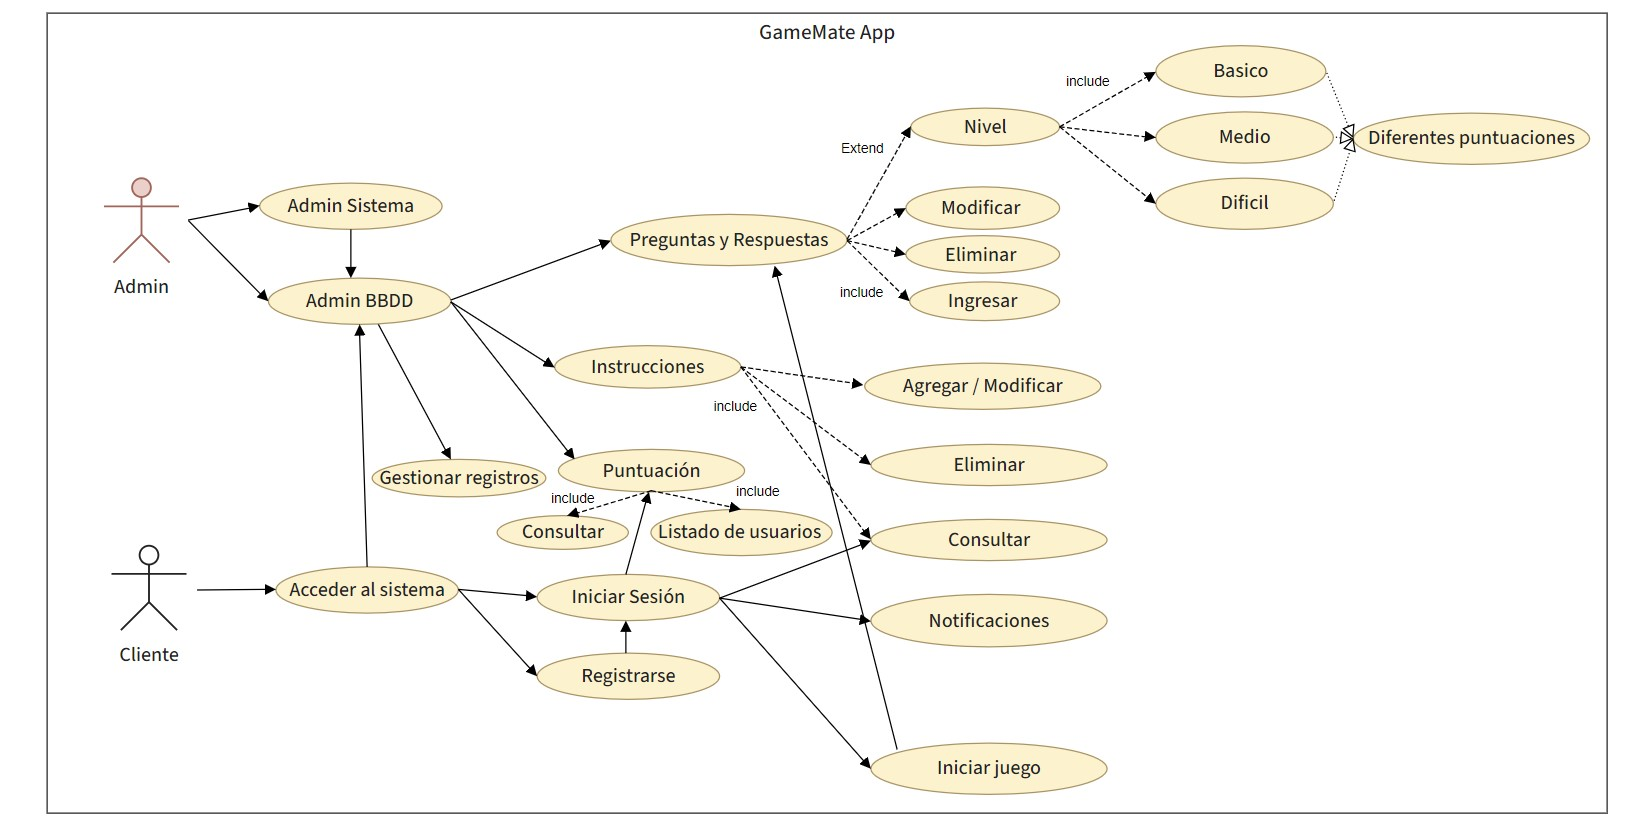 GameMate App
Basico
include
Nivel
Medio
Diferentes puntuaciones
Extend
Dificil
Admin Sistema
Modificar
Preguntas y Respuestas
Eliminar
Admin
Admin BBDD
include
Ingresar
Instrucciones
Agregar / Modificar
include
Eliminar
Puntuación
Gestionar registros
include
include
Consultar
Listado de usuarios
Consultar
Acceder al sistema
Iniciar Sesión
Notificaciones
Cliente
Registrarse
Iniciar juego